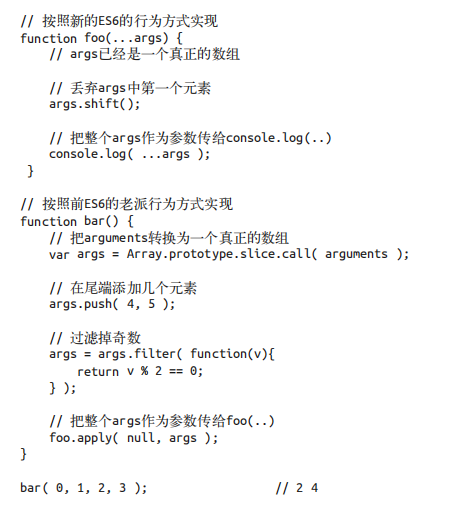 // 按照新的ES6的行为方式实现
function foo(...args) {
    // args已经是一个真正的数组

    // 丢弃args中第一个元素
    args.shift();

    // 把整个args作为参数传给console.log(..)
    console.log( ...args );
 }

// 按照前ES6的老派行为方式实现
function bar() {
    // 把arguments转换为一个真正的数组
    var args = Array.prototype.slice.call( arguments );

    // 在尾端添加几个元素
    args.push( 4, 5 );

    // 过滤掉奇数
    args = args.filter( function(v){
        return v % 2 == 0;
    } );

    // 把整个args作为参数传给foo(..)
    foo.apply( null, args );
}

bar( 0, 1, 2, 3 );                  // 2 4